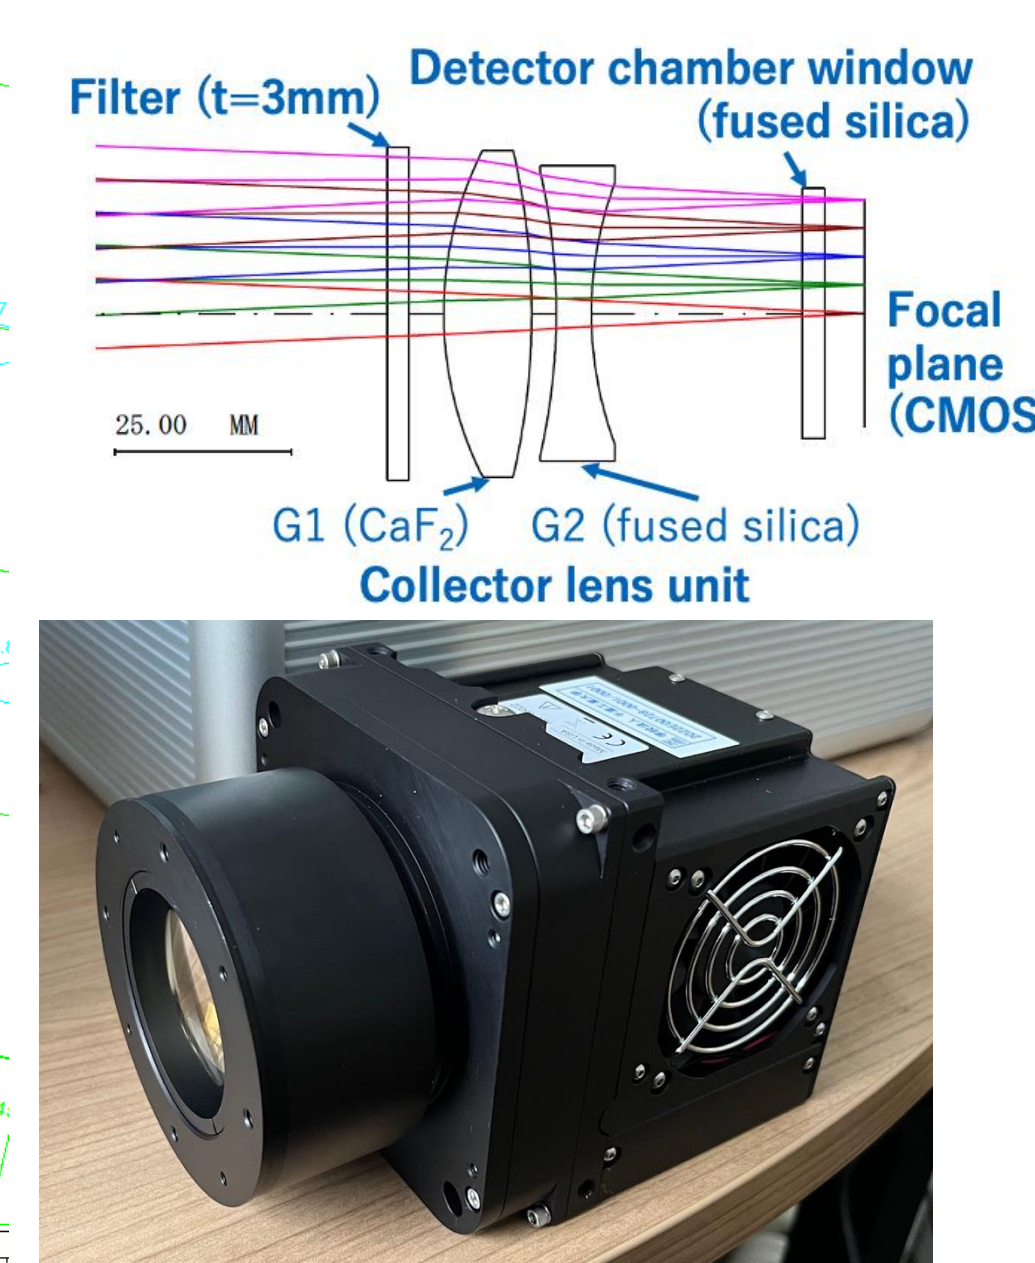 Detector chamber window
Filter (t=3mm)
(fused silica)
Focal
plane
(CMOS
25.00 MM
G1 (CaF₂) G2 (fused silica)
Collector lens unit
CE